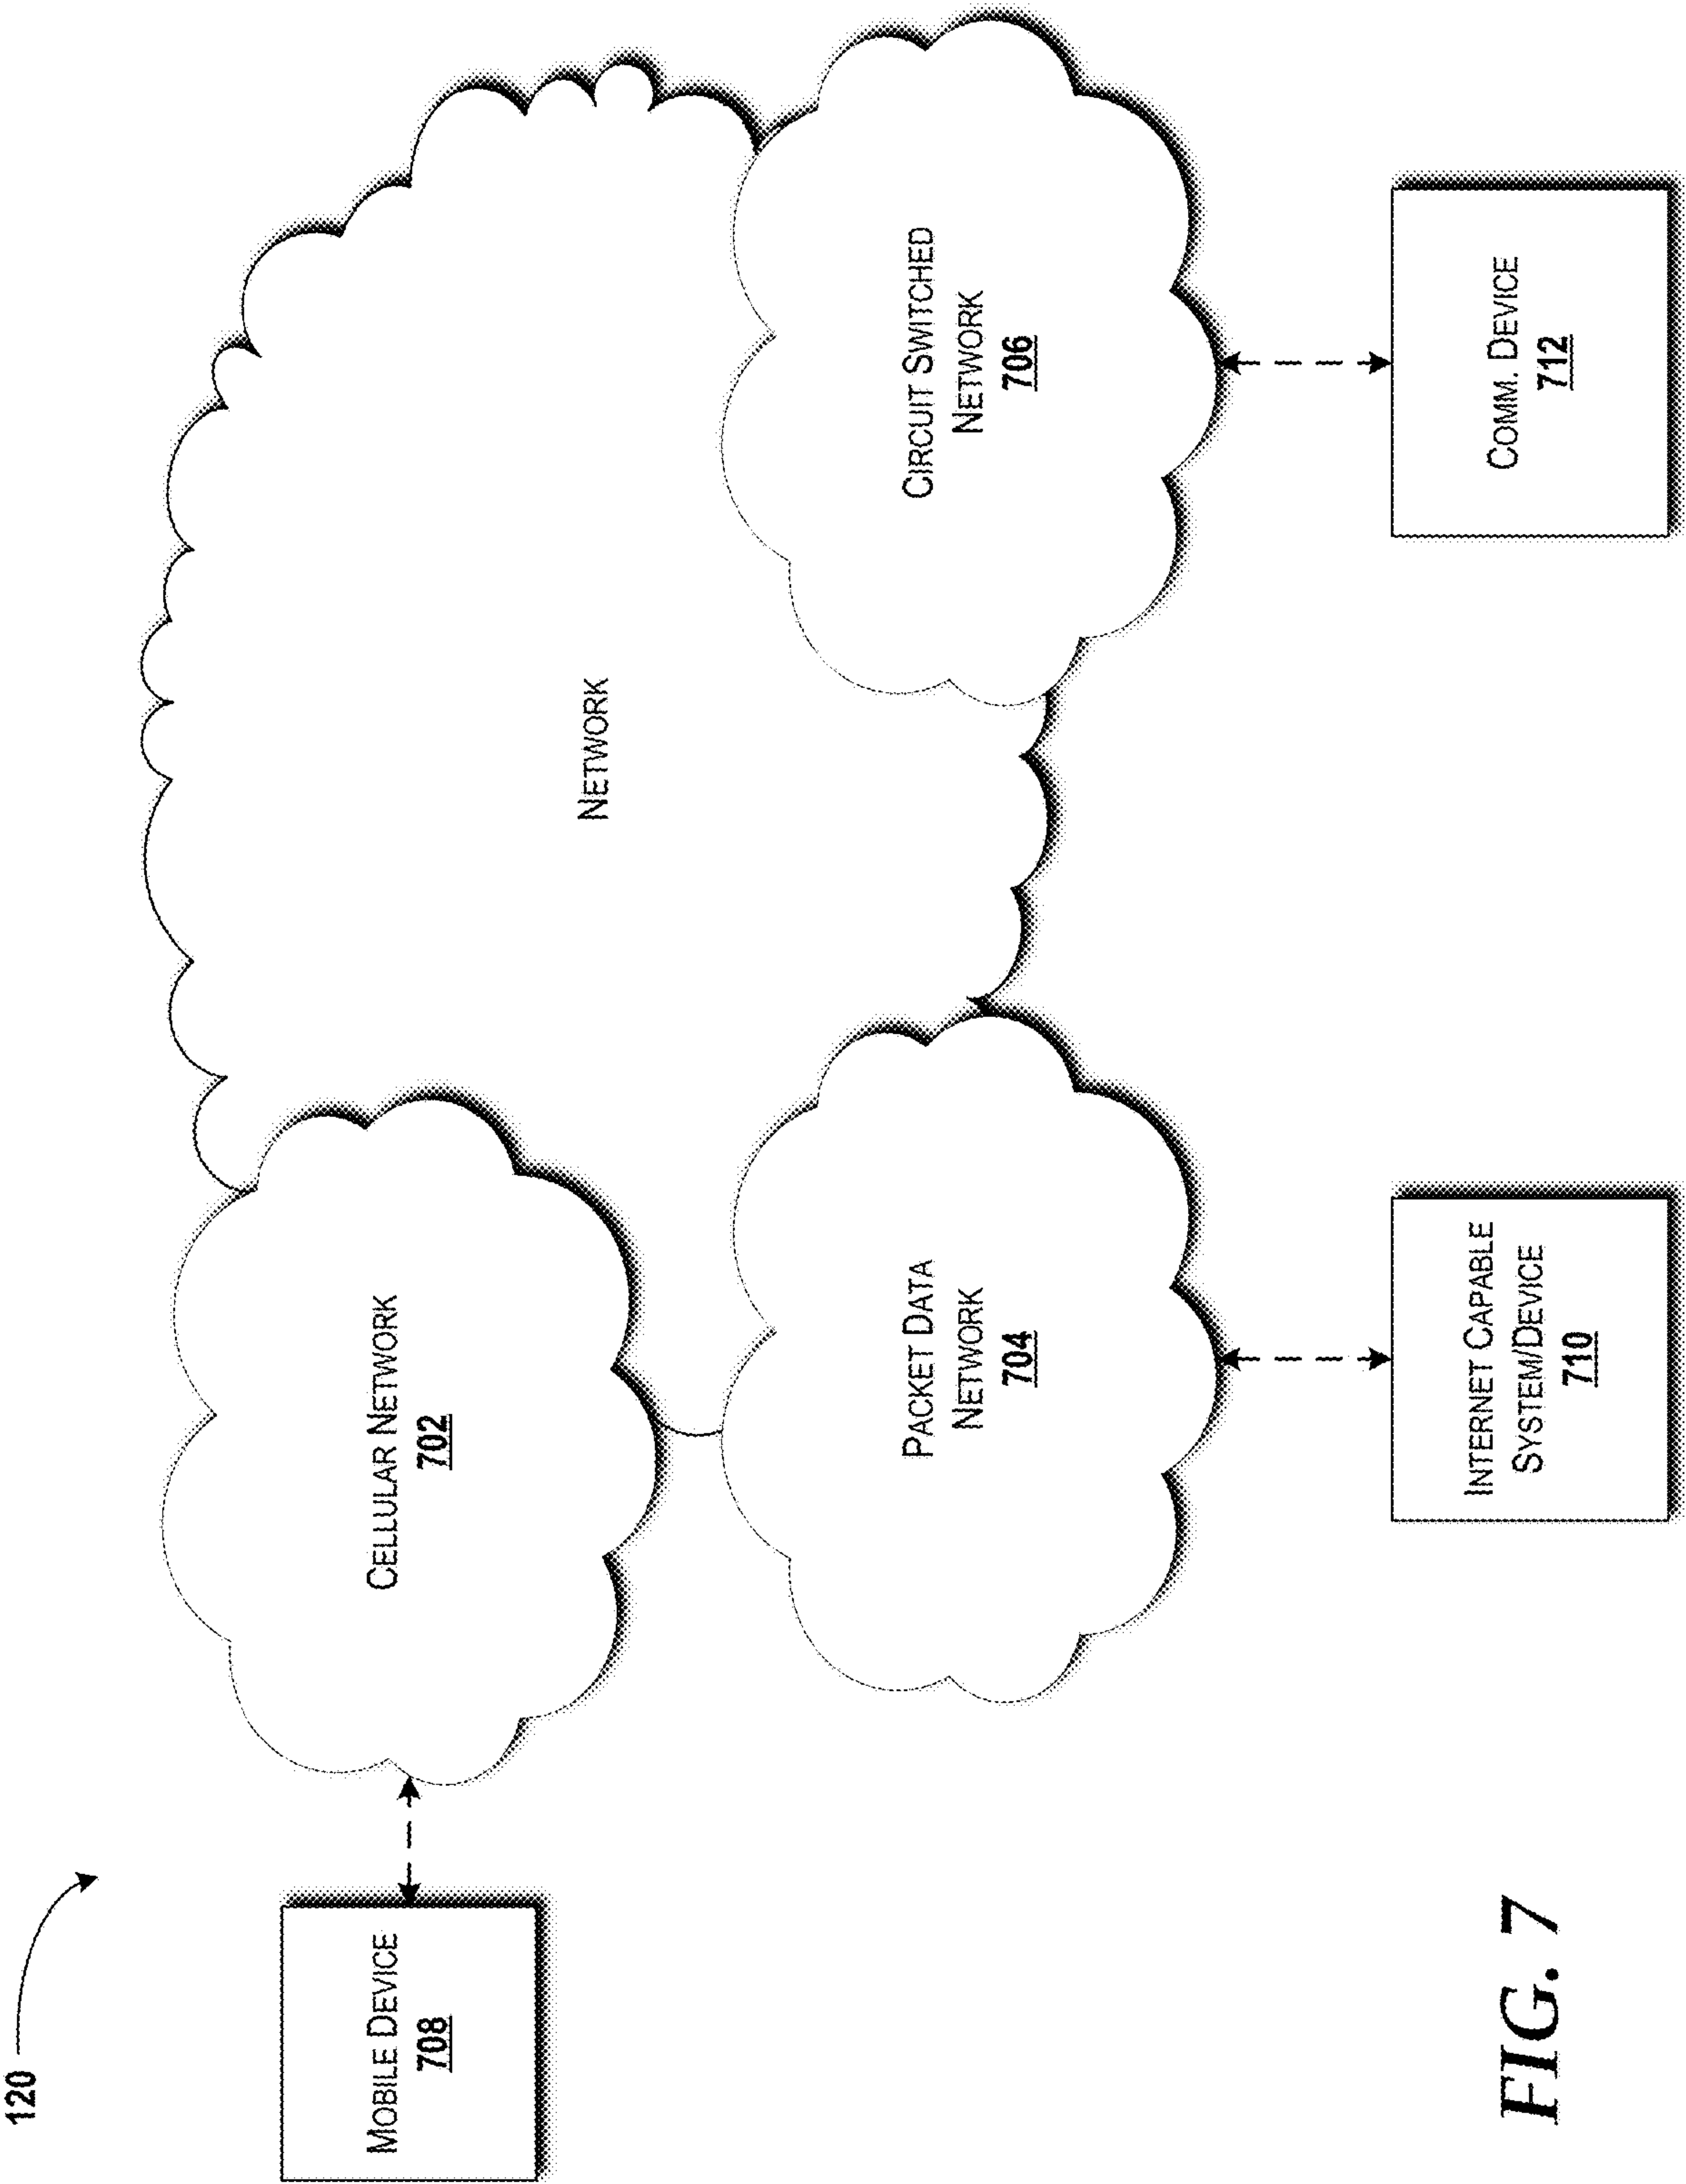 120
MOBILE DEVICE
708
CELLULAR NETWORK
702
NETWORK
PACKET DATA
NETWORK
704
CIRCUIT SWITCHED
NETWORK
706
INTERNET CAPABLE
SYSTEM/DEVICE
710
COMM. DEVICE
712
FIG. 7